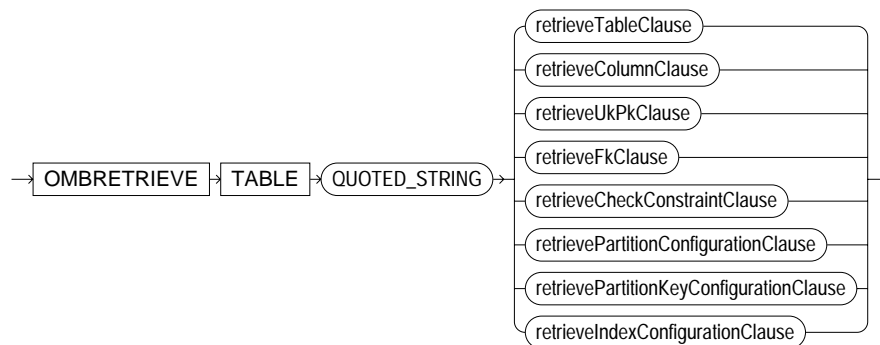 retrieveTableClause
retrieveColumnClause
retrieveUkPkClause
retrieveFkClause
OMBRETRIEVE TABLE QUOTED_STRING
retrieveCheckConstraintClause
retrievePartitionConfigurationClause
retrievePartitionKeyConfigurationClause
retrieveIndexConfigurationClause